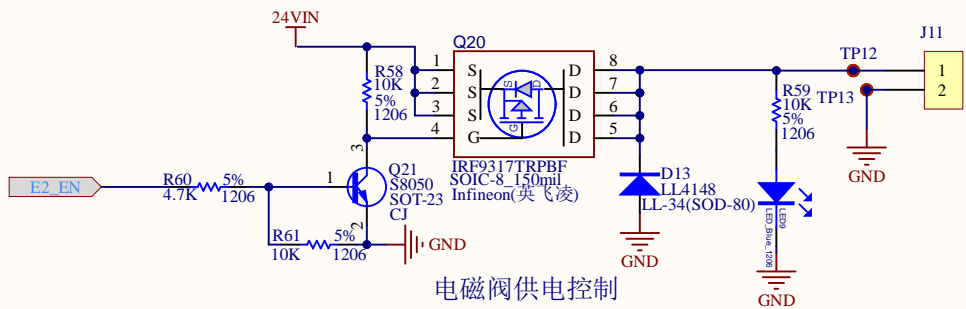 24VIN
J11
Q20
TP12
1 S D 8
2 S D 7
3 S D 6
4 G D 5
S D
G
R58
10K
5%
1206
R59
10K
5%
1206
TP13
1
2
GND
IRF9317TRPBF
SOIC-8_150mil
Infineon(英飞凌)
3
1
2
Q21
S8050
SOT-23
CJ
E2_EN
R60
4.7K
5%
1206
R61
10K
5%
1206
GND
D13
LL4148
LL-34(SOD-80)
GND
LED9
LED_Blue_1206
GND
电磁阀供电控制